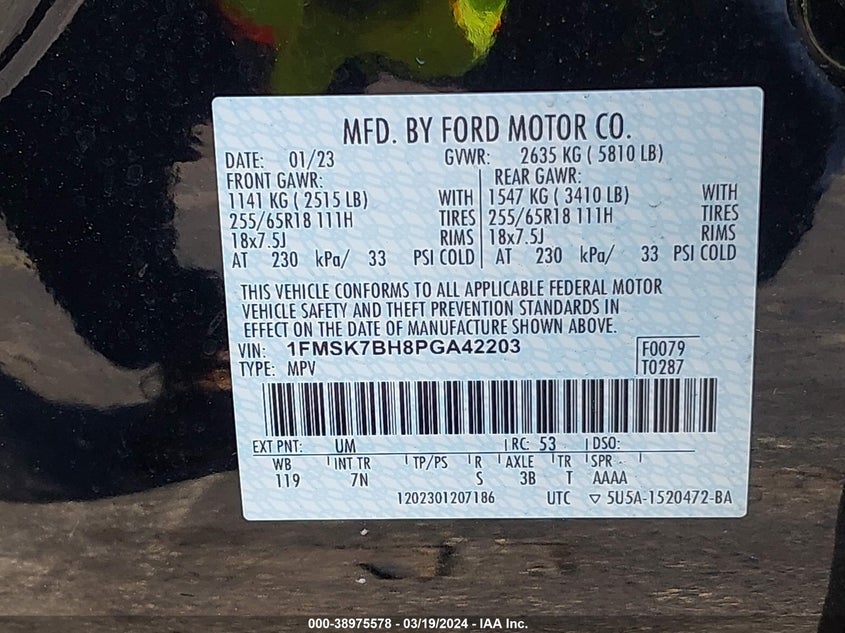 MFD. BY FORD MOTOR CO.
DATE: 01/23 GVWR: 2635 KG ( 5810 LB)
FRONT GAWR: REAR GAWR:
1141 KG ( 2515 LB) WITH 1547 KG ( 3410 LB) WITH
255/65R18 111H TIRES 255/65R18 111H TIRES
18x7.5J RIMS 18x7.5J RIMS
AT 230 kPa/ 33 PSI COLD AT 230 kPa/ 33 PSI COLD
THIS VEHICLE CONFORMS TO ALL APPLICABLE FEDERAL MOTOR
VEHICLE SAFETY AND THEFT PREVENTION STANDARDS IN
EFFECT ON THE DATE OF MANUFACTURE SHOWN ABOVE.
VIN: 1FMSK7BH8PGA42203 F0079
TYPE: MPV T0287
EXT PNT: UM RC: 53 DSO:
WB INT TR TP/PS R AXLE TR SPR
119 7N S 3B T AAAA
1202301207186 UTC ▽ 5U5A-1520472-BA
000-38975578 - 03/19/2024 - IAA Inc.